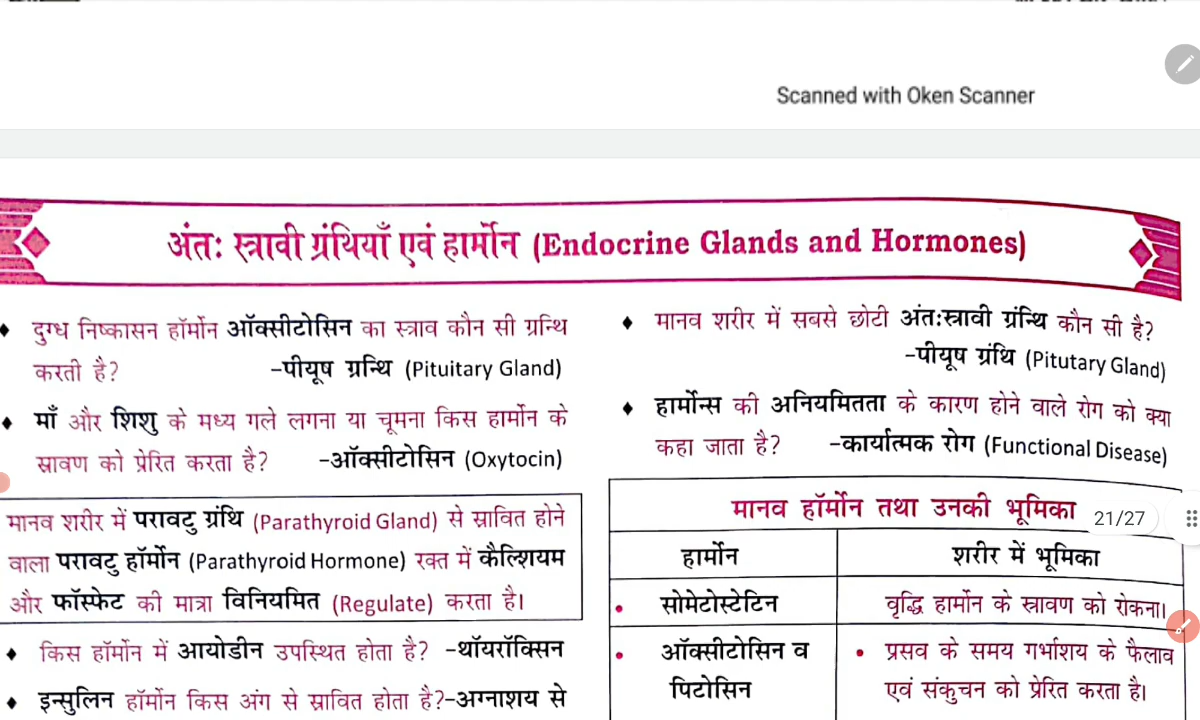 Scanned with Oken Scanner
अंतः स्त्रावी ग्रंथियाँ एवं हार्मोन (Endocrine Glands and Hormones)
♦ दुग्ध निष्कासन हॉर्मोन ऑक्सीटोसिन का स्त्राव कौन सी ग्रन्थि
करती है? -पीयूष ग्रन्थि (Pituitary Gland)
♦ माँ और शिशु के मध्य गले लगना या चूमना किस हार्मोन के
स्रावण को प्रेरित करता है? -ऑक्सीटोसिन (Oxytocin)
मानव शरीर में परावटु ग्रंथि (Parathyroid Gland) से स्रावित होने
वाला परावटु हॉर्मोन (Parathyroid Hormone) रक्त में कैल्शियम
और फॉस्फेट की मात्रा विनियमित (Regulate) करता है।
♦ किस हॉर्मोन में आयोडीन उपस्थित होता है? -थॉयरॉक्सिन
♦ इन्सुलिन हॉर्मोन किस अंग से स्रावित होता है?-अग्नाशय से
♦ मानव शरीर में सबसे छोटी अंतःस्त्रावी ग्रंन्थि कौन सी है?
-पीयूष ग्रंथि (Pitutary Gland)
♦ हार्मोन्स की अनियमितता के कारण होने वाले रोग को क्या
कहा जाता है? -कार्यात्मक रोग (Functional Disease)
मानव हॉर्मोन तथा उनकी भूमिका
21/27
हार्मोन शरीर में भूमिका
• सोमेटोस्टेटिन वृद्धि हार्मोन के स्त्रावण को रोकना।
• ऑक्सीटोसिन व • प्रसव के समय गर्भाशय के फैलाव
पिटोसिन एवं संकुचन को प्रेरित करता है।